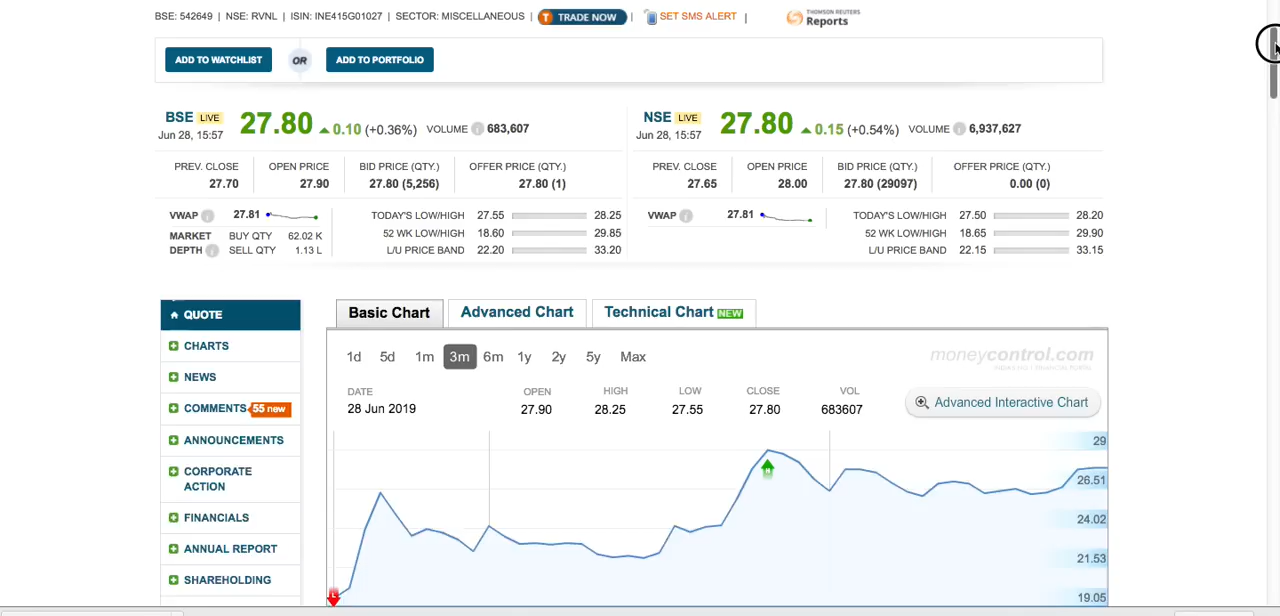 BSE: 542649 | NSE: RVNL | ISIN: INE415G01027 | SECTOR: MISCELLANEOUS | T TRADE NOW | SET SMS ALERT | THOMSON REUTERS Reports
ADD TO WATCHLIST OR ADD TO PORTFOLIO
BSE LIVE 27.80 0.10 (+0.36%) VOLUME i 683,607
Jun 28, 15:57
PREV. CLOSE OPEN PRICE BID PRICE (QTY.) OFFER PRICE (QTY.)
27.70 27.90 27.80 (5,256) 27.80 (1)
VWAP i 27.81 TODAY'S LOW/HIGH 27.55 28.25
MARKET BUY QTY 62.02 K 52 WK LOW/HIGH 18.60 29.85
DEPTH i SELL QTY 1.13 L L/U PRICE BAND 22.20 33.20
NSE LIVE 27.80 0.15 (+0.54%) VOLUME i 6,937,627
Jun 28, 15:57
PREV. CLOSE OPEN PRICE BID PRICE (QTY.) OFFER PRICE (QTY.)
27.65 28.00 27.80 (29097) 0.00 (0)
VWAP i 27.81 TODAY'S LOW/HIGH 27.50 28.20
52 WK LOW/HIGH 18.65 29.90
L/U PRICE BAND 22.15 33.15
QUOTE
CHARTS
NEWS
COMMENTS 55 new
ANNOUNCEMENTS
CORPORATE
ACTION
FINANCIALS
ANNUAL REPORT
SHAREHOLDING
Basic Chart Advanced Chart Technical Chart NEW
1d 5d 1m 3m 6m 1y 2y 5y Max
moneycontrol.com
DATE OPEN HIGH LOW CLOSE VOL
28 Jun 2019 27.90 28.25 27.55 27.80 683607
Advanced Interactive Chart
29
26.51
24.02
21.53
19.05
H
L